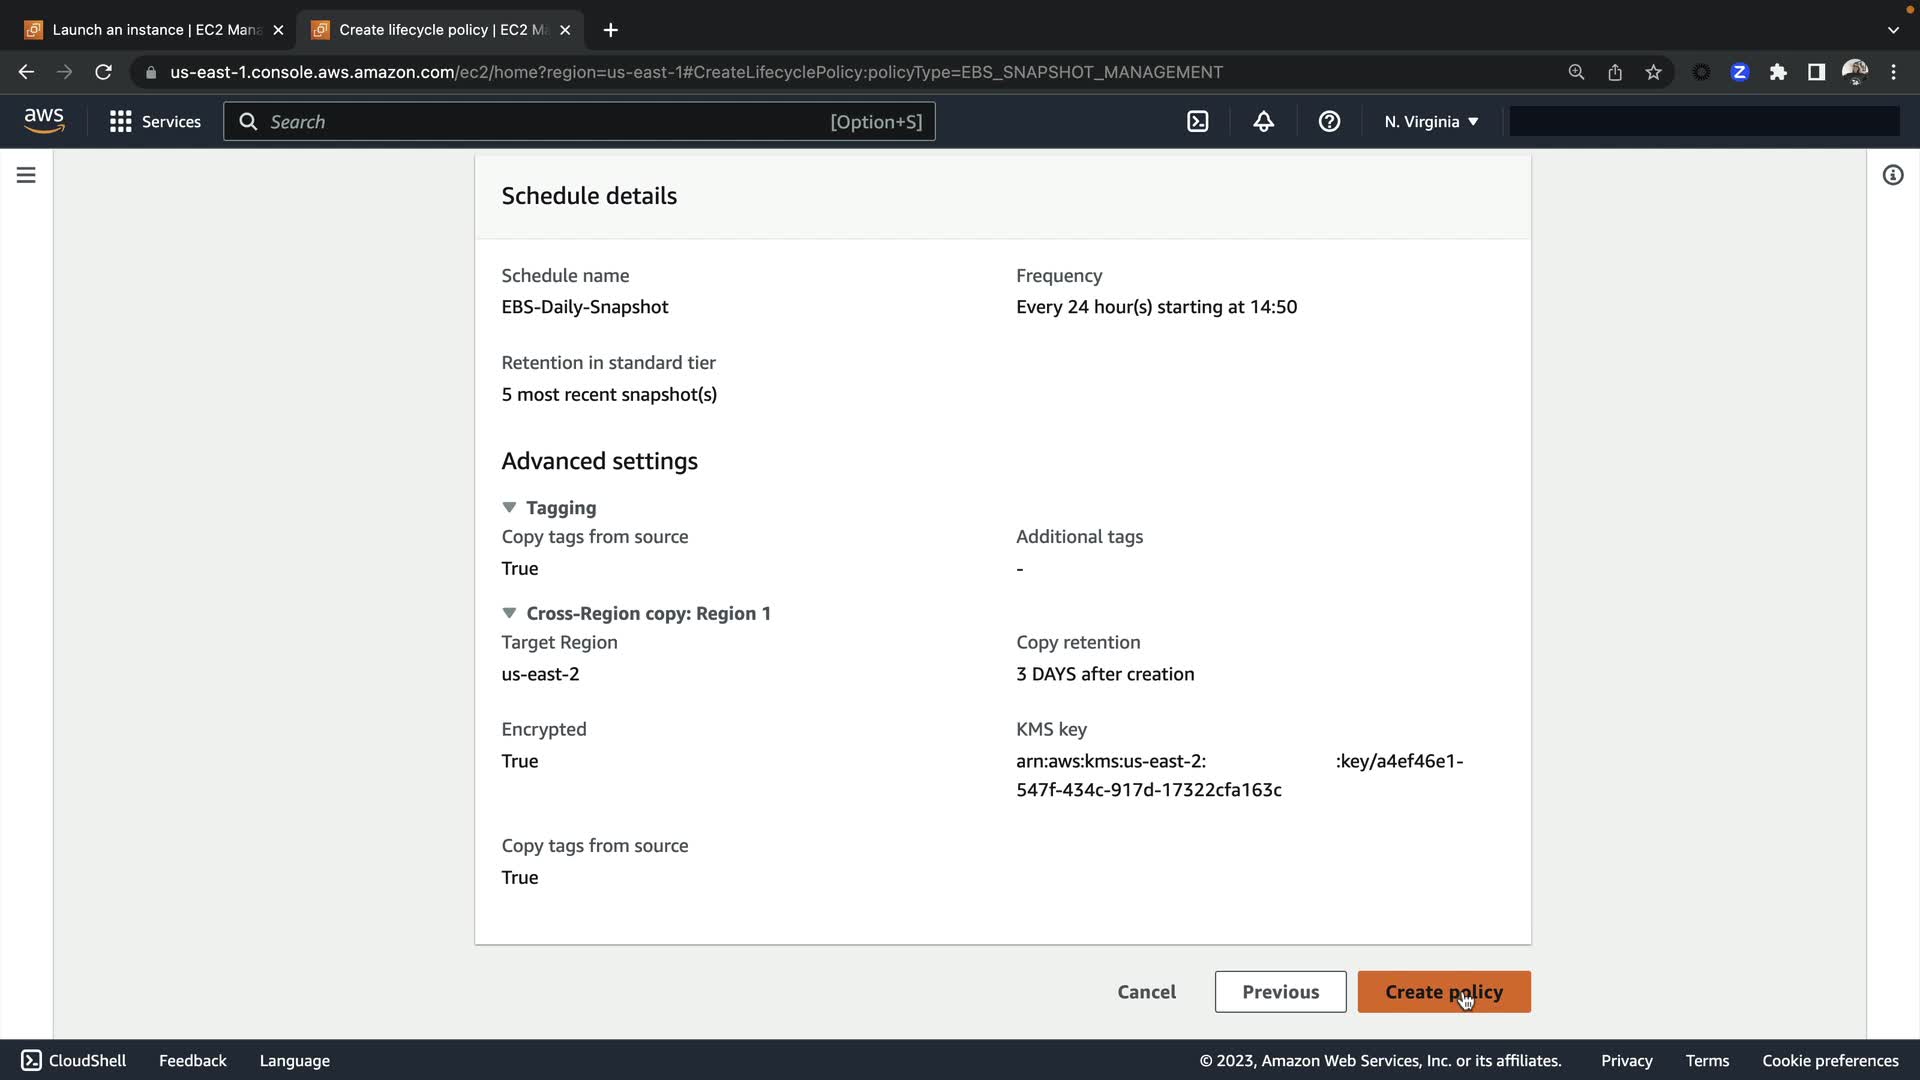 Launch an instance | EC2 Mana
Create lifecycle policy | EC2 Ma
us-east-1.console.aws.amazon.com/ec2/home?region=us-east-1#CreateLifecyclePolicy:policyType=EBS_SNAPSHOT_MANAGEMENT
aws
Services
Search
[Option+S]
N. Virginia
Schedule details
Schedule name
Frequency
EBS-Daily-Snapshot
Every 24 hour(s) starting at 14:50
Retention in standard tier
5 most recent snapshot(s)
Advanced settings
Tagging
Copy tags from source
Additional tags
True
-
Cross-Region copy: Region 1
Target Region
Copy retention
us-east-2
3 DAYS after creation
Encrypted
KMS key
True
arn:aws:kms:us-east-2: :key/a4ef46e1-
547f-434c-917d-17322cfa163c
Copy tags from source
True
Cancel
Previous
Create policy
CloudShell
Feedback
Language
© 2023, Amazon Web Services, Inc. or its affiliates.
Privacy
Terms
Cookie preferences